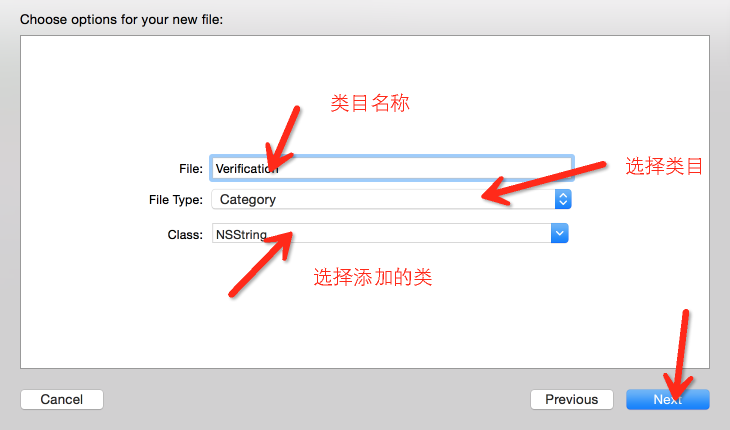 Choose options for your new file:
类目名称
File: Verification
选择类目
File Type: Category
Class: NSString
选择添加的类
Cancel
Previous
Next